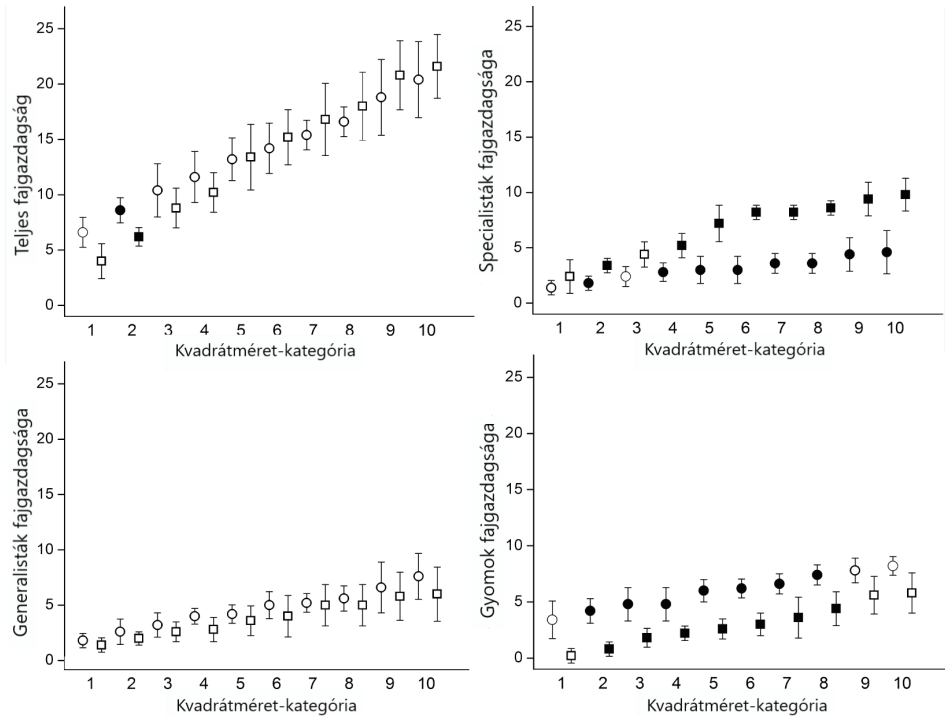 Teljes fajgazdagság
25
20
15
10
5
0
1 2 3 4 5 6 7 8 9 10
Kvadrátméret-kategória
Specialisták fajgazdagsága
25
20
15
10
5
0
1 2 3 4 5 6 7 8 9 10
Kvadrátméret-kategória
Generalisták fajgazdagsága
25
20
15
10
5
0
1 2 3 4 5 6 7 8 9 10
Kvadrátméret-kategória
Gyomok fajgazdagsága
25
20
15
10
5
0
1 2 3 4 5 6 7 8 9 10
Kvadrátméret-kategória